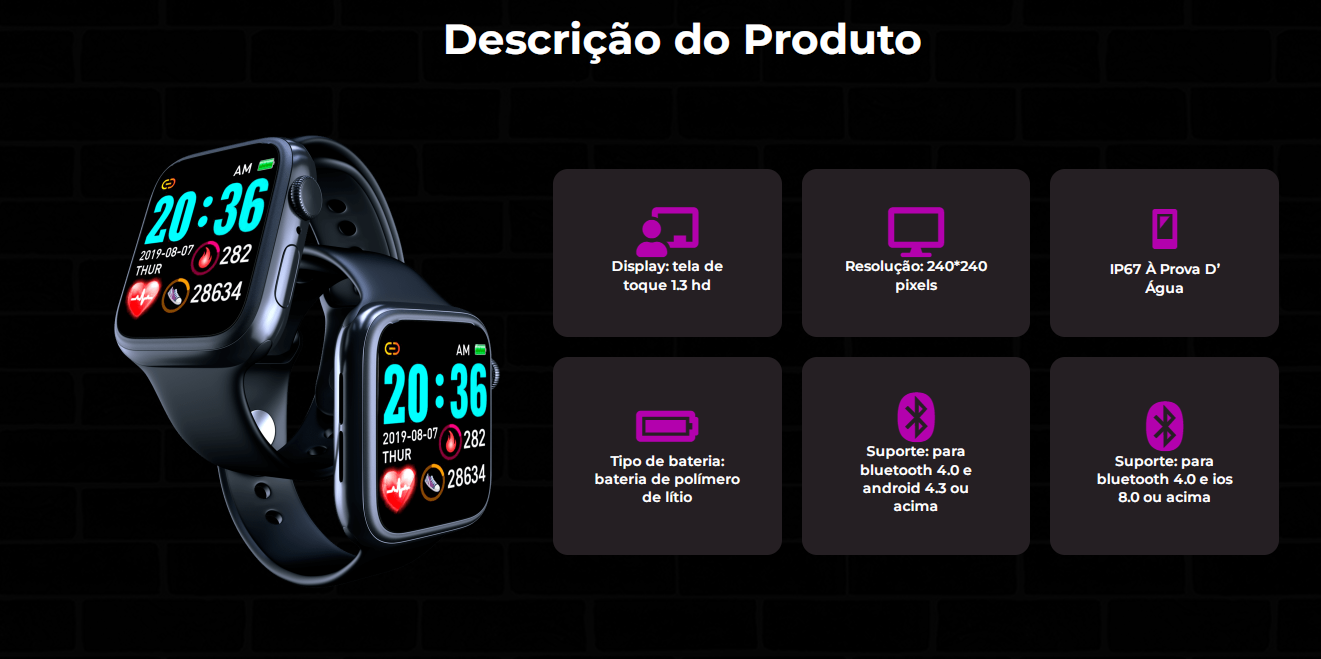 Descrição do Produto
AM
20:36
2019-08-07
THUR
282
28634
AM
20:36
2019-08-07
THUR
282
28634
Display: tela de
toque 1.3 hd
Resolução: 240*240
pixels
IP67 À Prova D’
Água
Tipo de bateria:
bateria de polímero
de lítio
Suporte: para
bluetooth 4.0 e
android 4.3 ou
acima
Suporte: para
bluetooth 4.0 e ios
8.0 ou acima